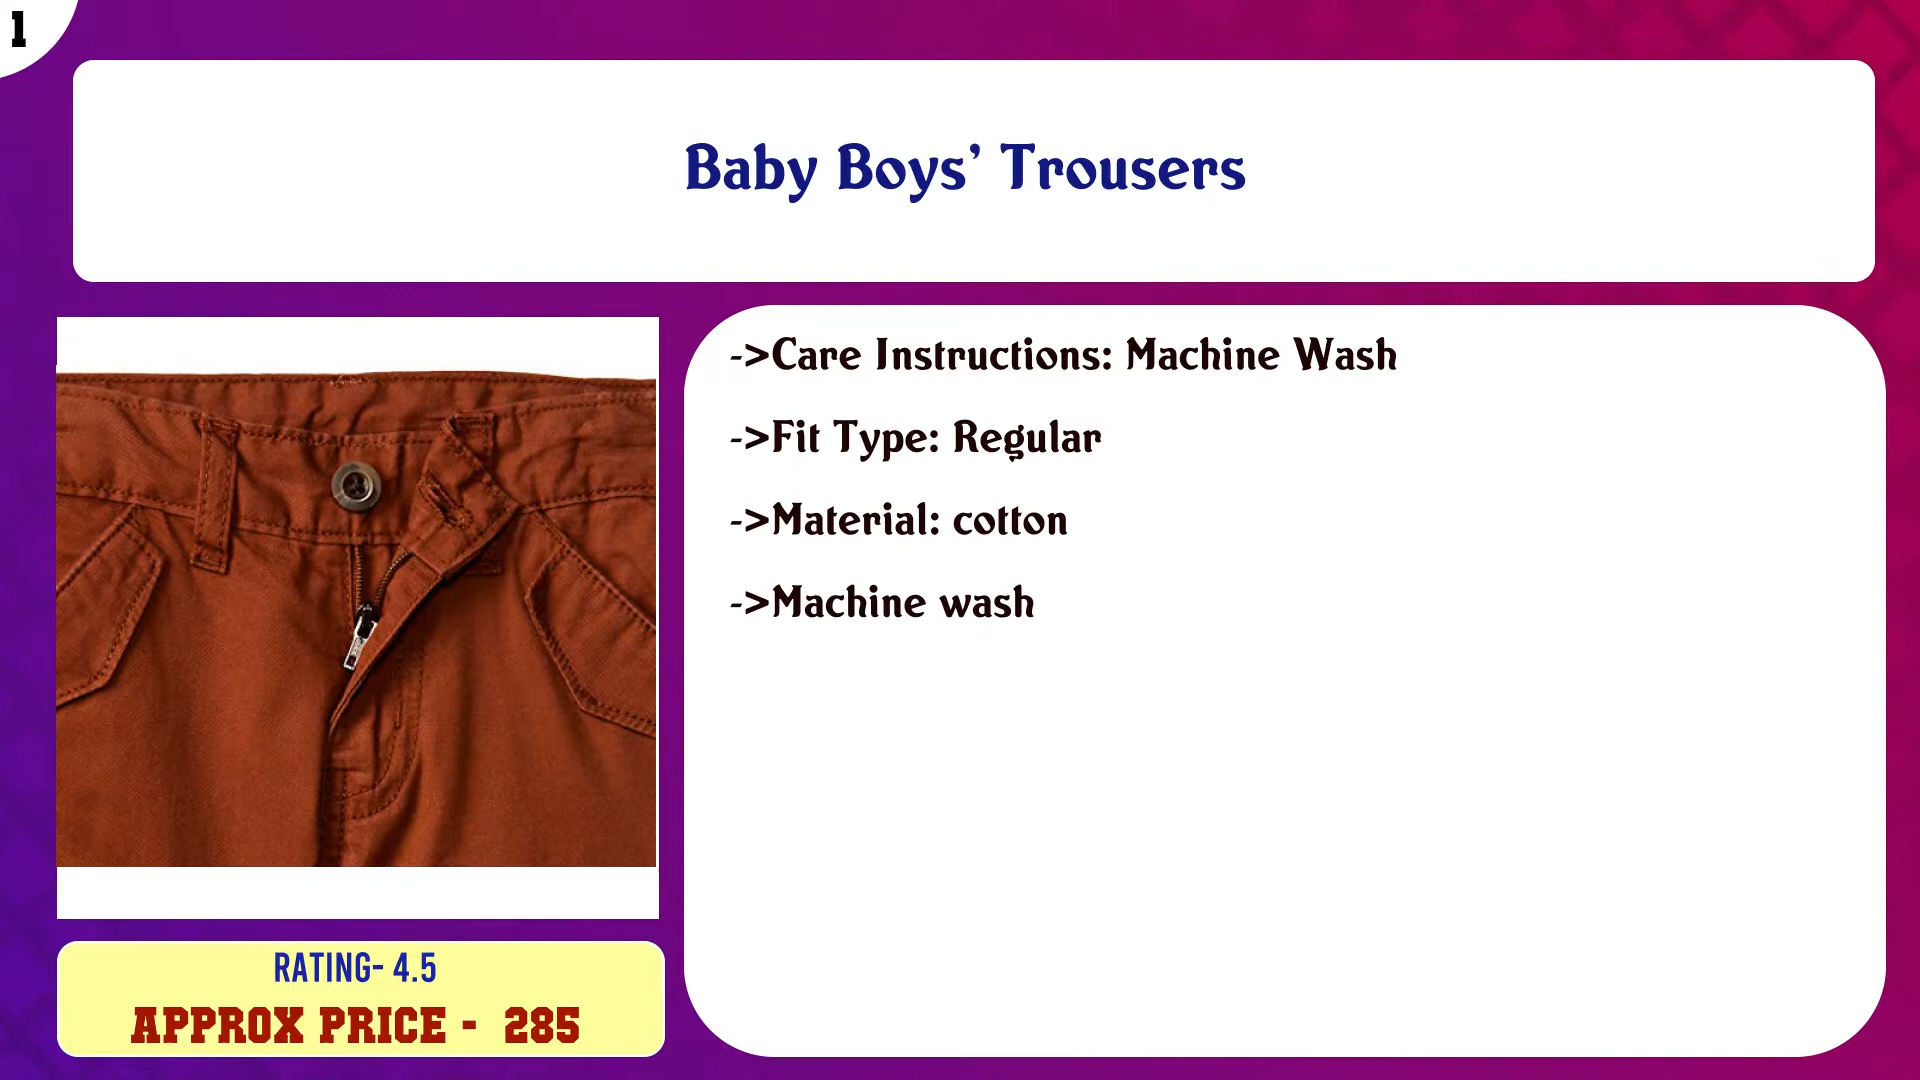 1
Baby Boys’ Trousers
->Care Instructions: Machine Wash
->Fit Type: Regular
->Material: cotton
->Machine wash
RATING- 4.5
APPROX PRICE - 285